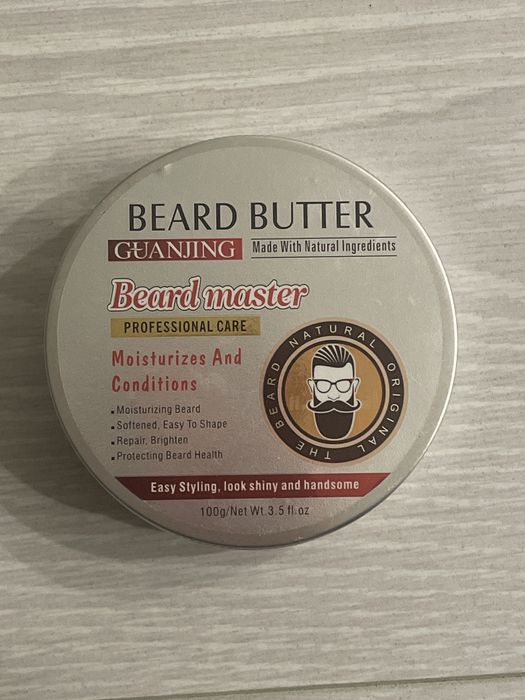 BEARD BUTTER
GUANJING Made With Natural Ingredients
Beard master
PROFESSIONAL CARE
Moisturizes And
Conditions
▪ Moisturizing Beard
▪ Softened, Easy To Shape
▪ Repair, Brighten
▪ Protecting Beard Health
THE BEARD NATURAL ORIGINAL
Easy Styling, look shiny and handsome
100g/Net Wt 3.5 fl.oz